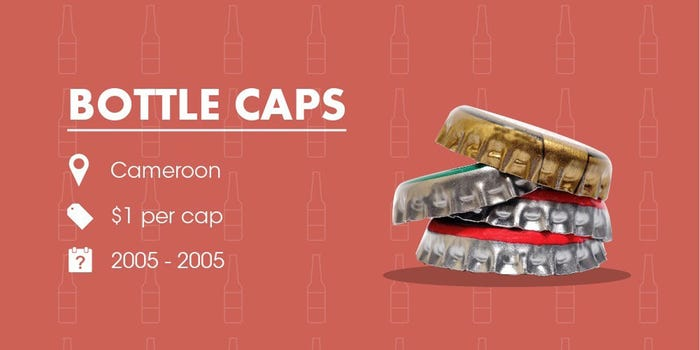 BOTTLE CAPS
Cameroon
$1 per cap
?
2005 - 2005